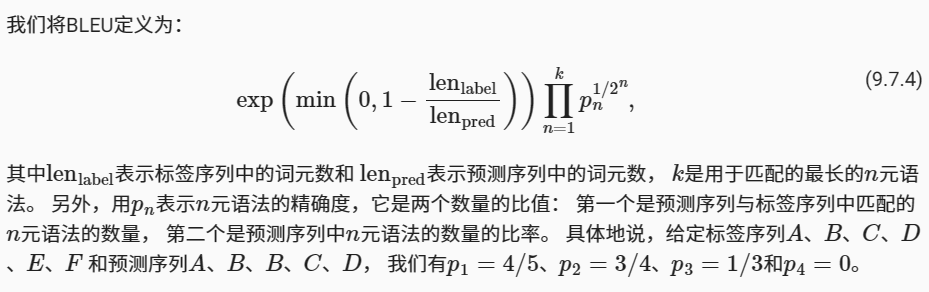 我们将BLEU定义为：
exp(min(0, 1 − len_label/len_pred)) ∏_{n=1}^{k} p_n^{1/2^n}, (9.7.4)
其中len_label表示标签序列中的词元数和 len_pred表示预测序列中的词元数， k是用于匹配的最长的n元语
法。 另外，用p_n表示n元语法的精确度，它是两个数量的比值： 第一个是预测序列与标签序列中匹配的
n元语法的数量， 第二个是预测序列中n元语法的数量的比率。 具体地说，给定标签序列A、B、C、D
、E、F 和预测序列A、B、B、C、D， 我们有p_1 = 4/5、p_2 = 3/4、p_3 = 1/3和p_4 = 0。